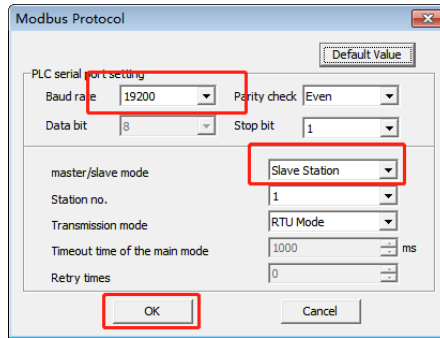 Modbus Protocol
Default Value
PLC serial port setting
Baud rate 19200 Parity check Even
Data bit 8 Stop bit 1
master/slave mode Slave Station
Station no. 1
Transmission mode RTU Mode
Timeout time of the main mode 1000 ms
Retry times 0
OK Cancel